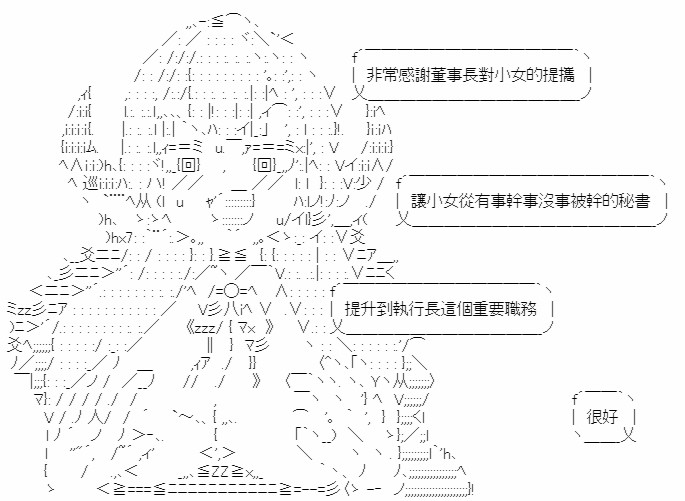 非常感謝董事長對小女的提攜
讓小女從有事幹事沒事被幹的秘書
提升到執行長這個重要職務
很好